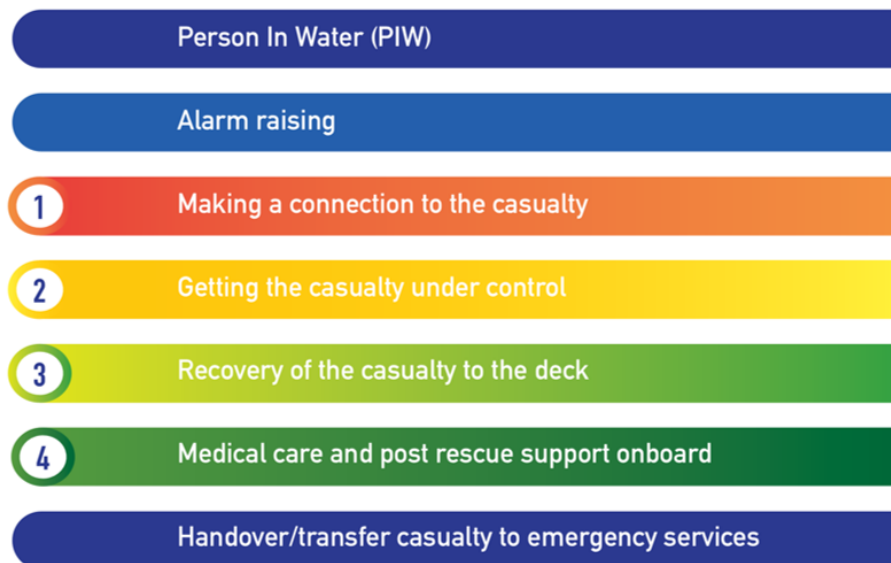 Person In Water (PIW)
Alarm raising
1 Making a connection to the casualty
2 Getting the casualty under control
3 Recovery of the casualty to the deck
4 Medical care and post rescue support onboard
Handover/transfer casualty to emergency services